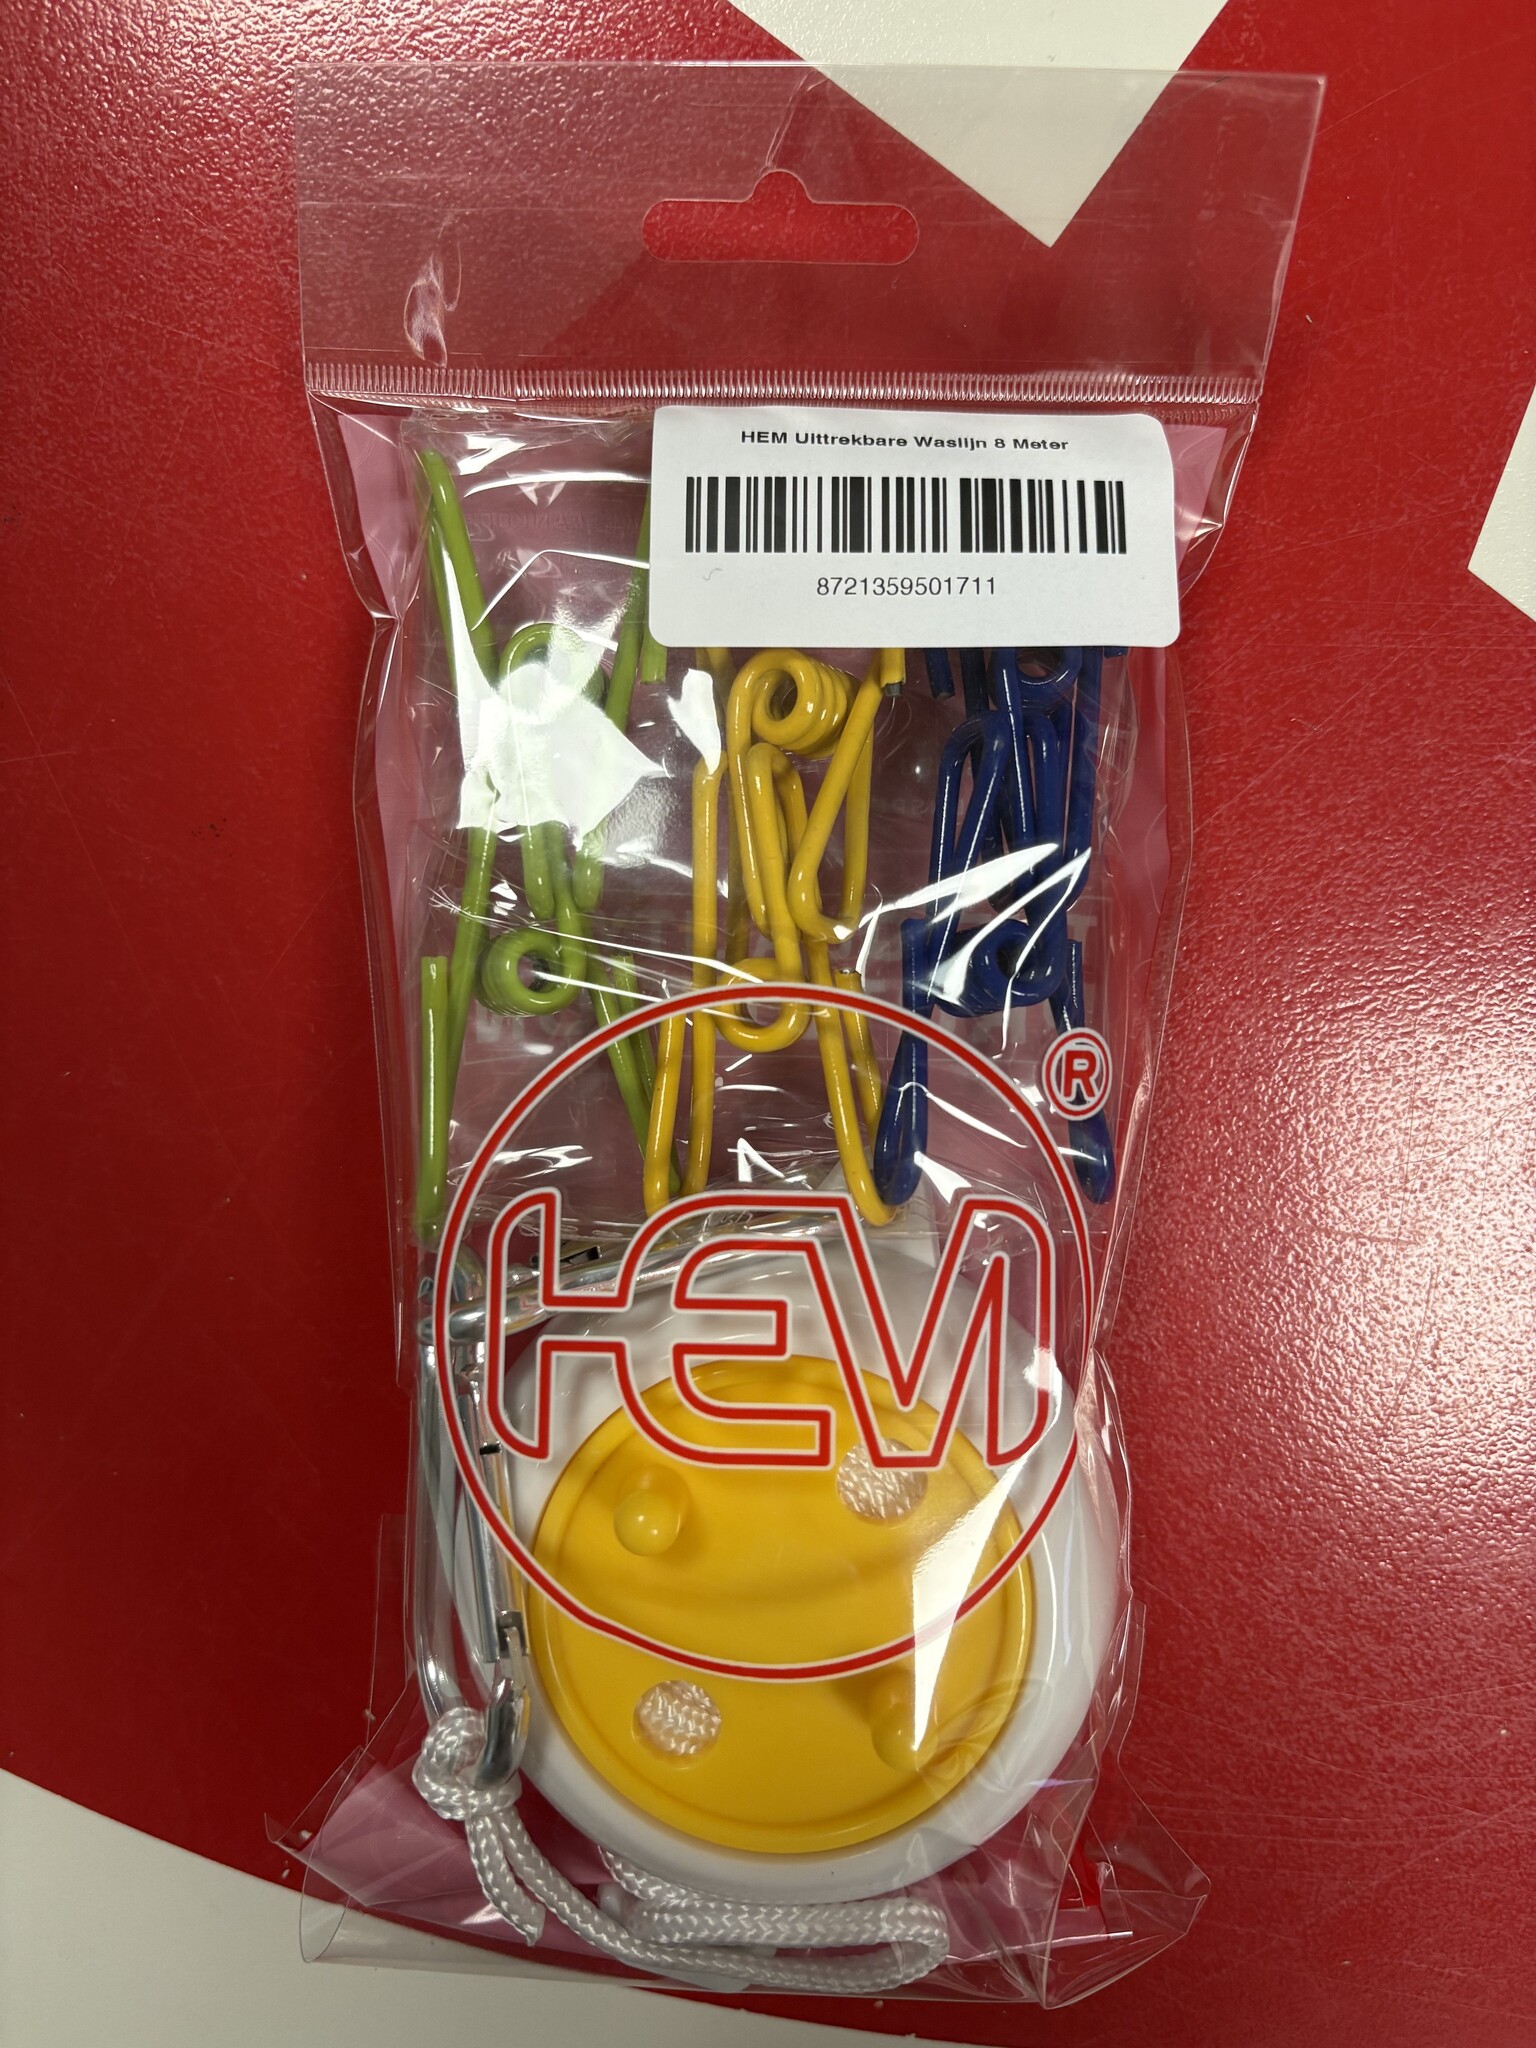 HEM Uittrekbare Waslijn 8 Meter
8721359501711
®
HEM